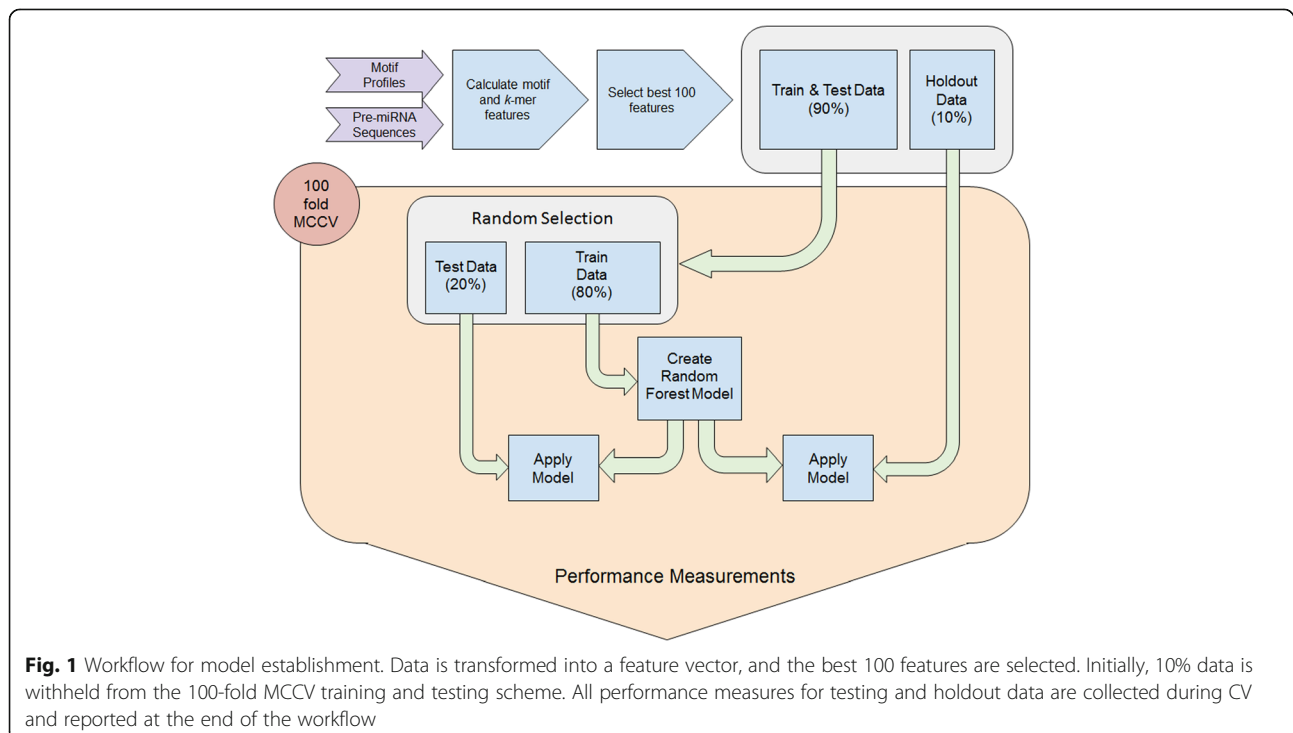 Motif
Profiles
Pre-miRNA
Sequences
Calculate motif
and k-mer
features
Select best 100
features
Train & Test Data
(90%)
Holdout
Data
(10%)
100
fold
MCCV
Random Selection
Test Data
(20%)
Train
Data
(80%)
Create
Random
Forest Model
Apply
Model
Apply
Model
Performance Measurements
Fig. 1 Workflow for model establishment. Data is transformed into a feature vector, and the best 100 features are selected. Initially, 10% data is
withheld from the 100-fold MCCV training and testing scheme. All performance measures for testing and holdout data are collected during CV
and reported at the end of the workflow